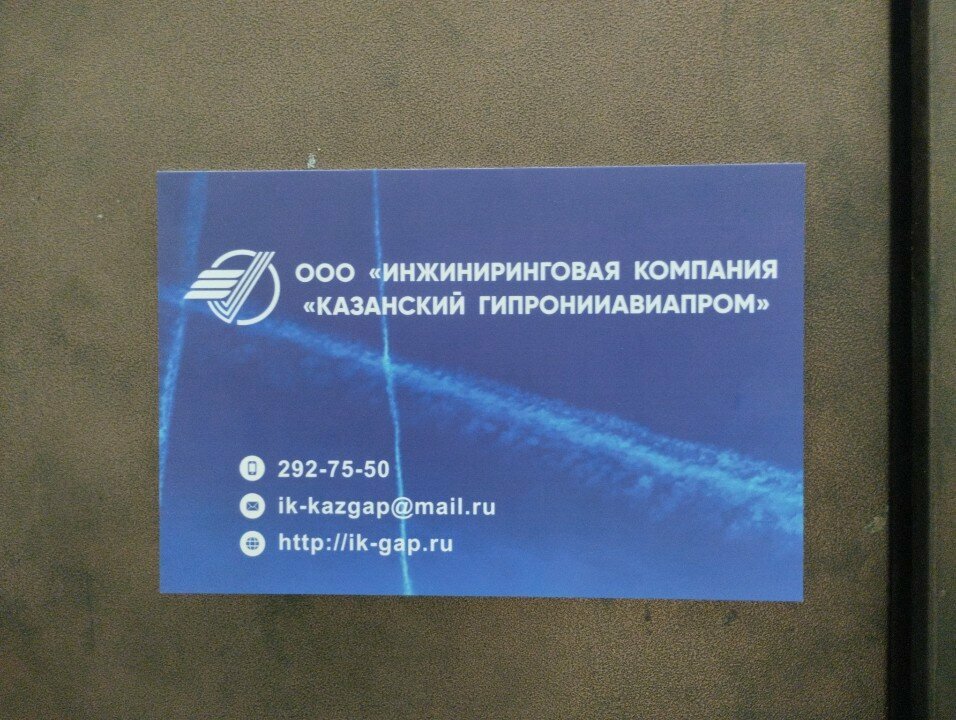 ООО «ИНЖИНИРИНГОВАЯ КОМПАНИЯ
«КАЗАНСКИЙ ГИПРОНИИАВИАПРОМ»
292-75-50
ik-kazgap@mail.ru
http://ik-gap.ru